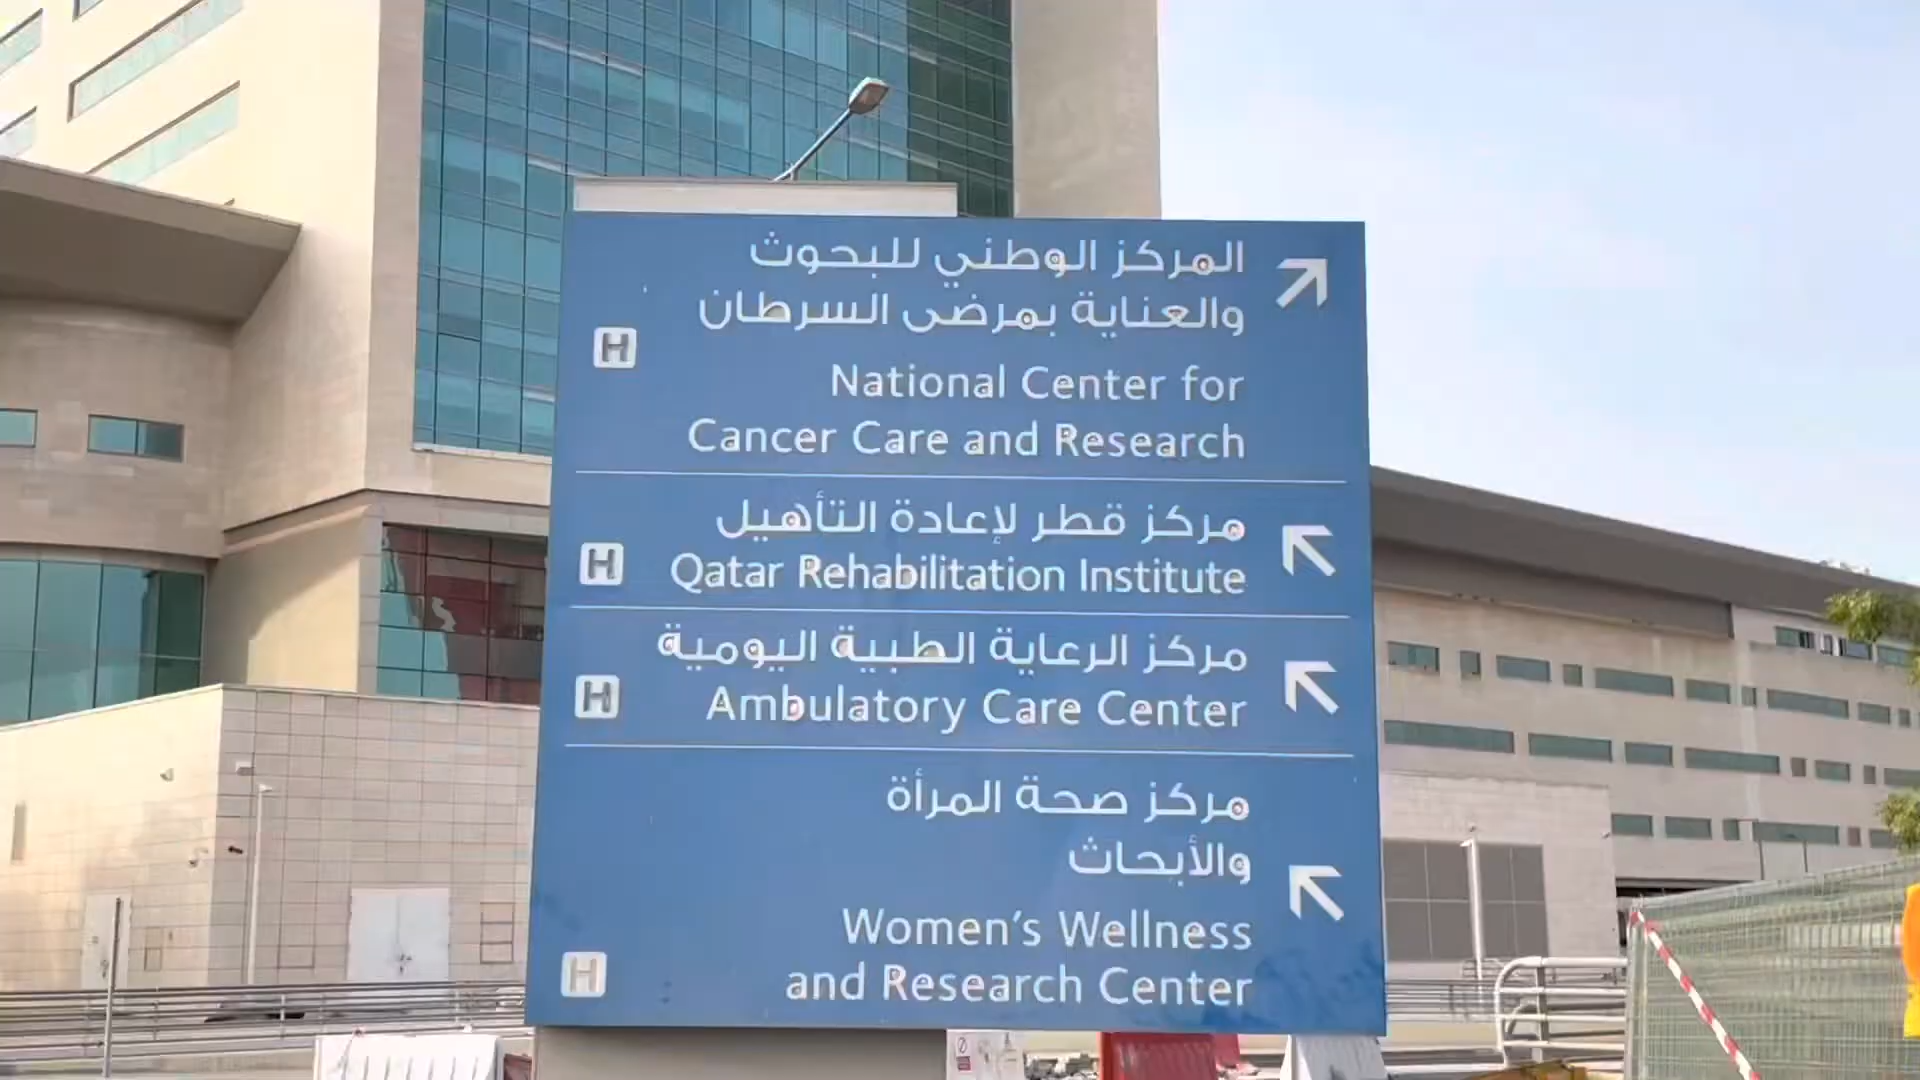 المركز الوطني للبحوث
والعناية بمرضى السرطان
H
National Center for
Cancer Care and Research
مركز قطر لإعادة التأهيل
H
Qatar Rehabilitation Institute
مركز الرعاية الطبية اليومية
H
Ambulatory Care Center
مركز صحة المرأة
والأبحاث
Women's Wellness
H
and Research Center